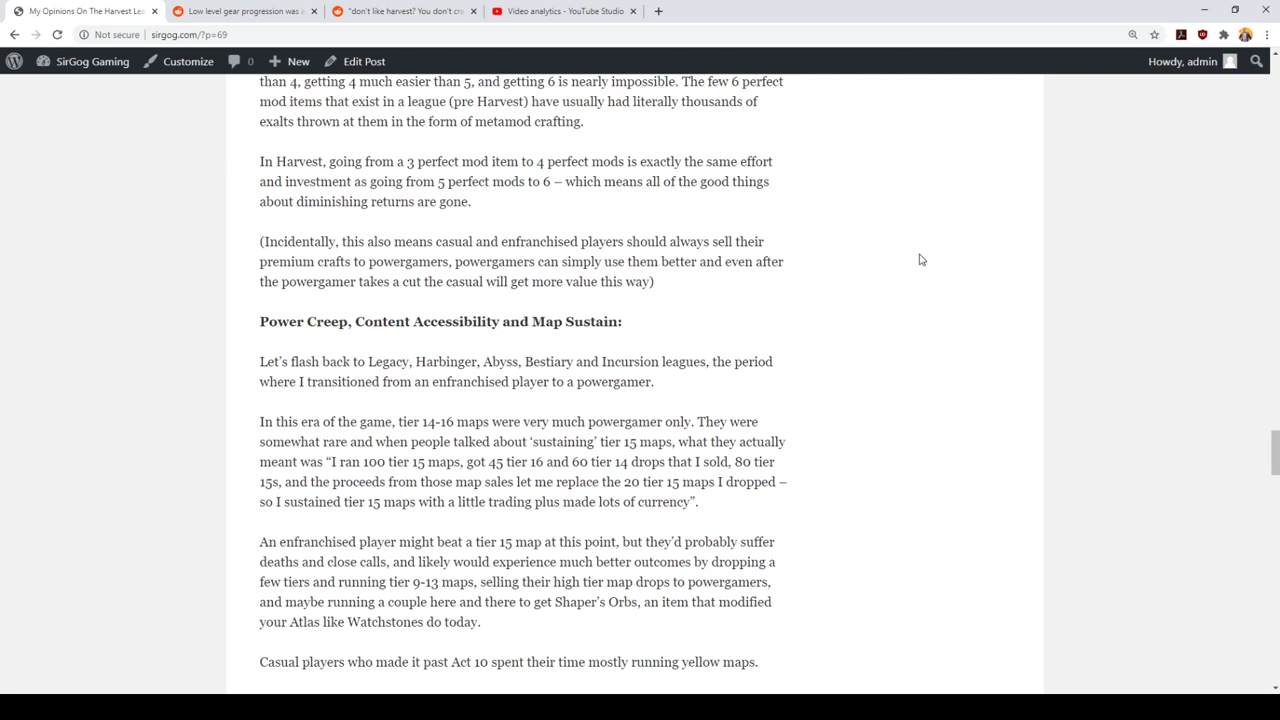 My Opinions On The Harvest Lea
Low level gear progression was a
"don't like harvest? You don't cr
Video analytics - YouTube Studio
Not secure
sirgog.com/?p=69
SirGog Gaming
Customize
0
New
Edit Post
Howdy, admin
than 4, getting 4 much easier than 5, and getting 6 is nearly impossible. The few 6 perfect
mod items that exist in a league (pre Harvest) have usually had literally thousands of
exalts thrown at them in the form of metamod crafting.
In Harvest, going from a 3 perfect mod item to 4 perfect mods is exactly the same effort
and investment as going from 5 perfect mods to 6 – which means all of the good things
about diminishing returns are gone.
(Incidentally, this also means casual and enfranchised players should always sell their
premium crafts to powergamers, powergamers can simply use them better and even after
the powergamer takes a cut the casual will get more value this way)
Power Creep, Content Accessibility and Map Sustain:
Let's flash back to Legacy, Harbinger, Abyss, Bestiary and Incursion leagues, the period
where I transitioned from an enfranchised player to a powergamer.
In this era of the game, tier 14-16 maps were very much powergamer only. They were
somewhat rare and when people talked about ‘sustaining’ tier 15 maps, what they actually
meant was “I ran 100 tier 15 maps, got 45 tier 16 and 60 tier 14 drops that I sold, 80 tier
15s, and the proceeds from those map sales let me replace the 20 tier 15 maps I dropped –
so I sustained tier 15 maps with a little trading plus made lots of currency”.
An enfranchised player might beat a tier 15 map at this point, but they’d probably suffer
deaths and close calls, and likely would experience much better outcomes by dropping a
few tiers and running tier 9-13 maps, selling their high tier map drops to powergamers,
and maybe running a couple here and there to get Shaper’s Orbs, an item that modified
your Atlas like Watchstones do today.
Casual players who made it past Act 10 spent their time mostly running yellow maps.